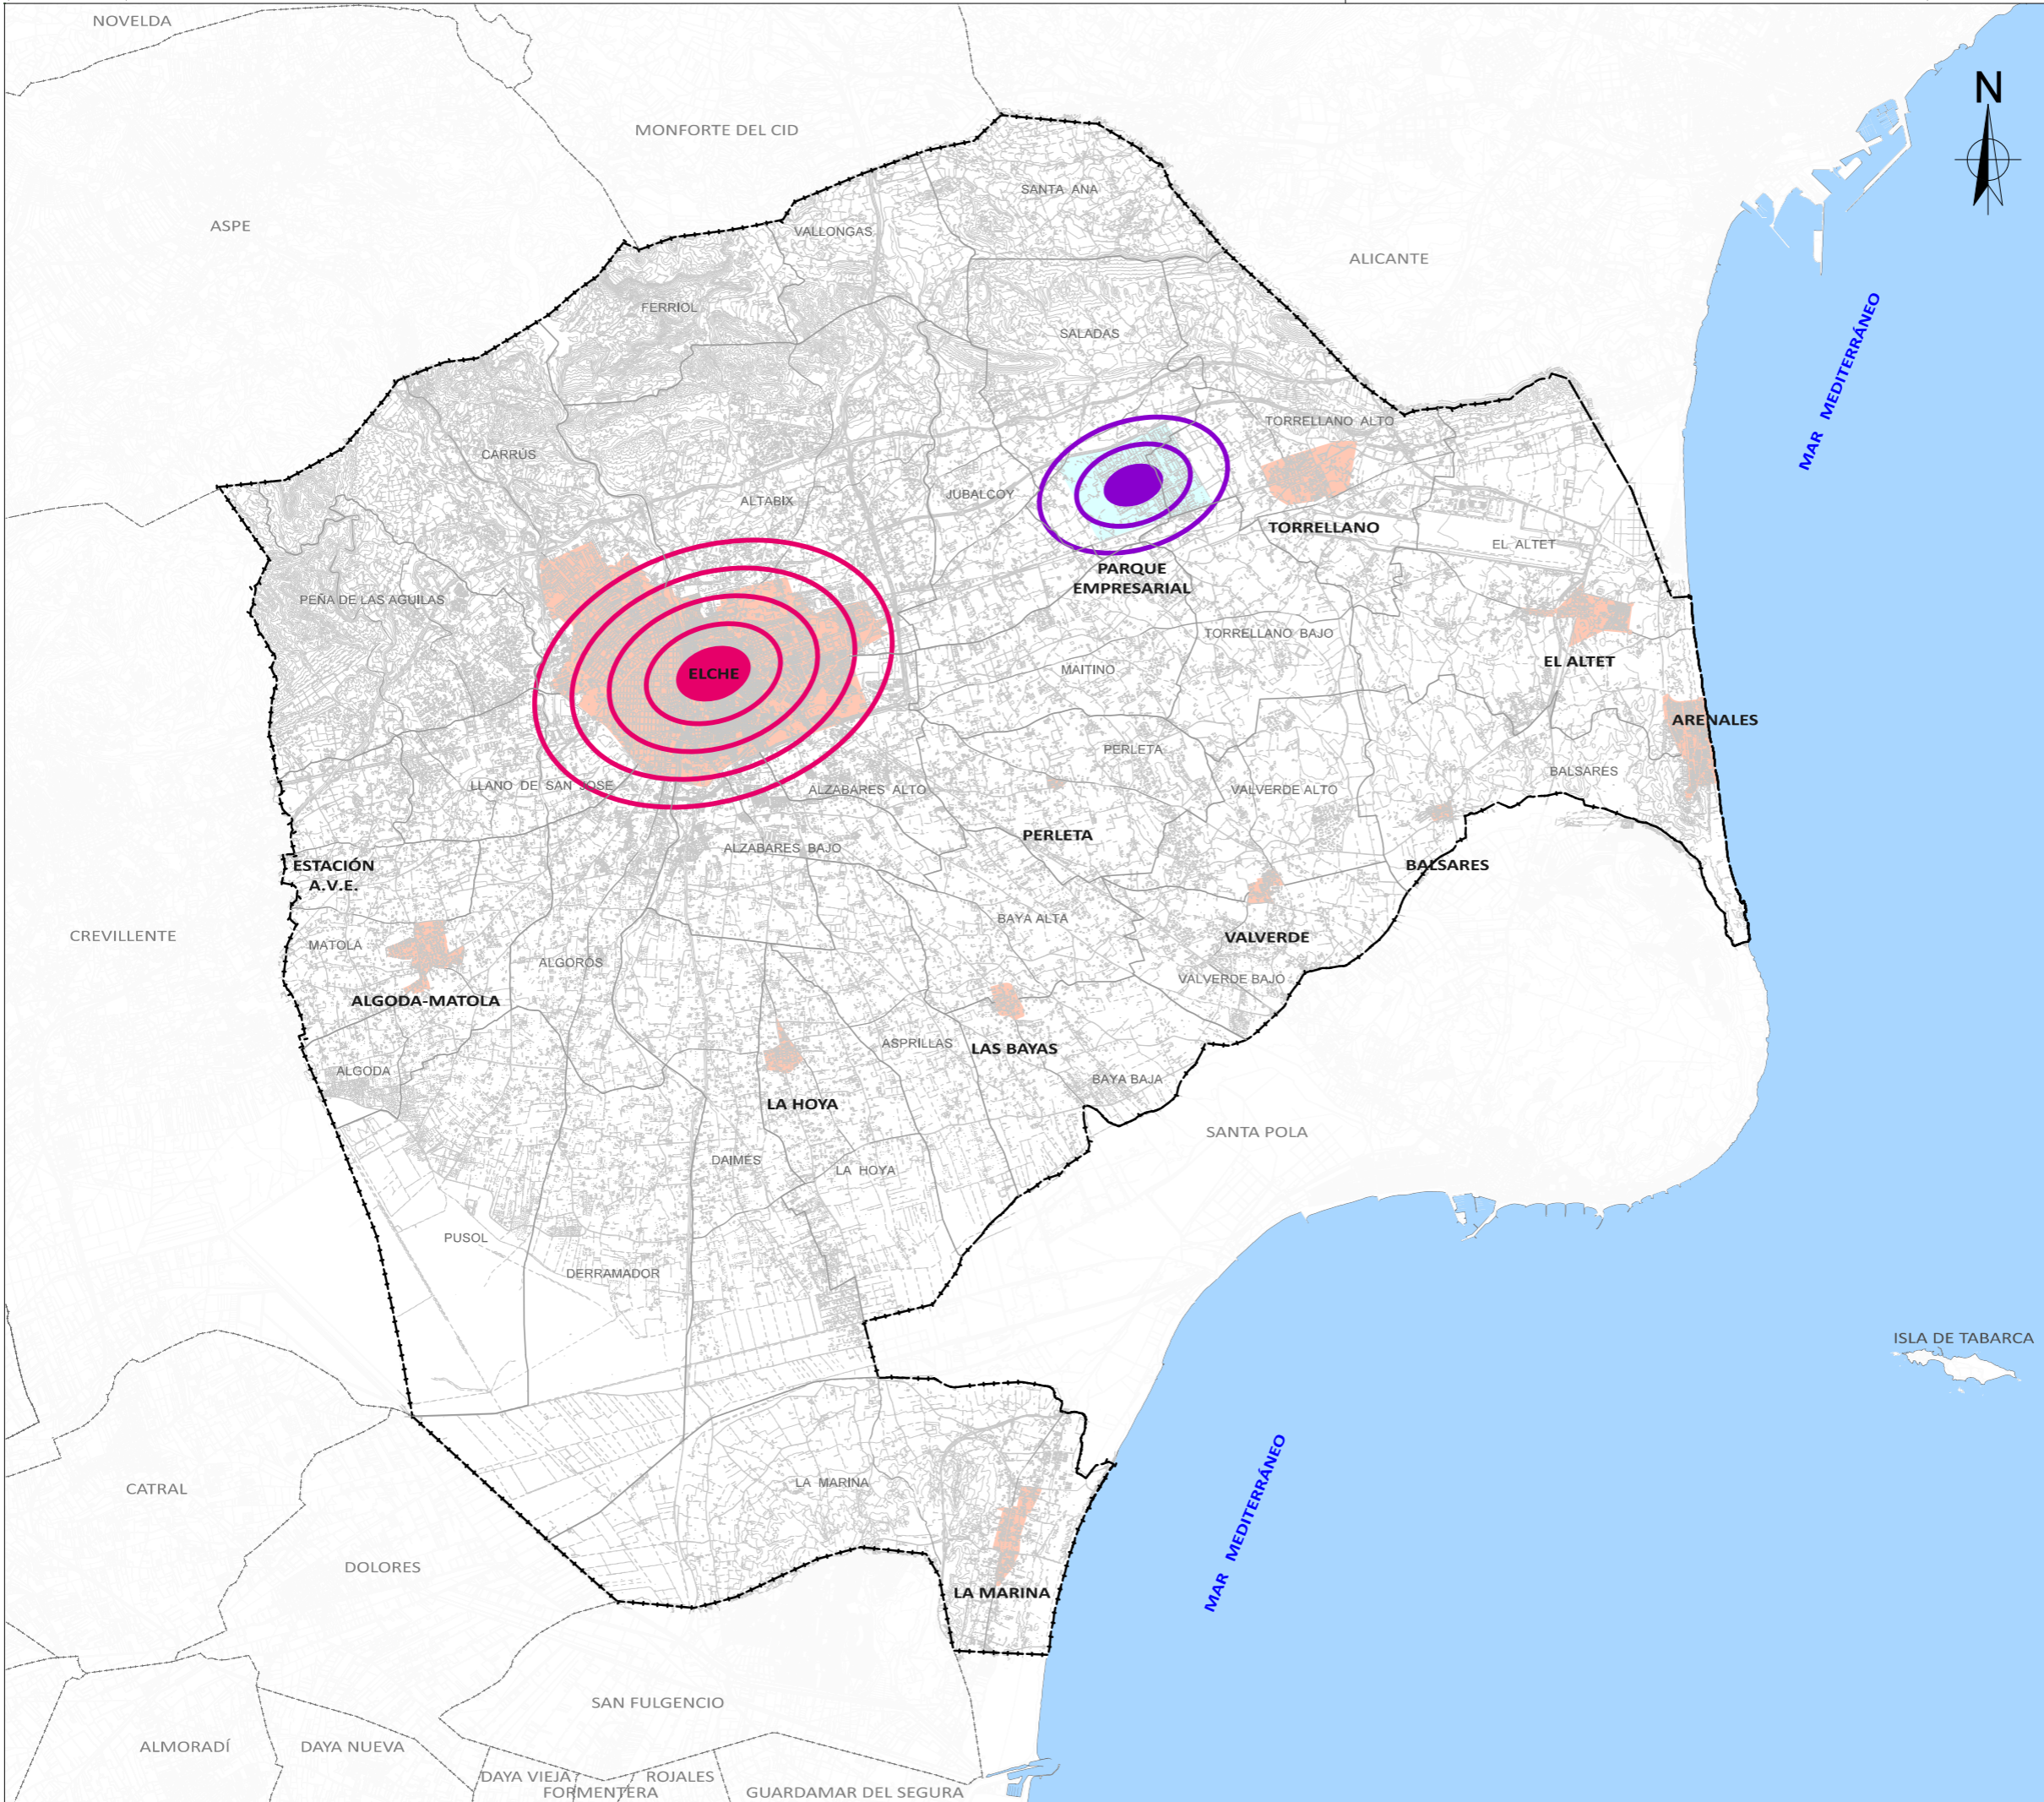 NOVELDA
N
MONFORTE DEL CID
SANTA ANA
ASPE
VALLONGAS
ALICANTE
FERRIOL
SALADAS
MAR MEDITERRÁNEO
TORRELLANO ALTO
CARRÚS
JUBALCOY
ALTABIX
TORRELLANO
EL ALTET
PARQUE
EMPRESARIAL
PEÑA DE LAS AGUILAS
TORRELLANO BAJO
EL ALTET
MAITINO
ELCHE
ARENALES
PERLETA
BALSARES
LLANO DE SAN JOSE
ALZABARES ALTO
VALVERDE ALTO
PERLETA
ALZABARES BAJO
ESTACIÓN
A.V.E.
BALSARES
BAYA ALTA
CREVILLENTE
VALVERDE
MATOLA
ALGORÓS
VALVERDE BAJO
ALGODA-MATOLA
ASPRILLAS
LAS BAYAS
ALGODA
BAYA BAJA
LA HOYA
SANTA POLA
DAIMÉS
LA HOYA
PUSOL
DERRAMADOR
ISLA DE TABARCA
LA MARINA
CATRAL
MAR MEDITERRÁNEO
DOLORES
LA MARINA
SAN FULGENCIO
ALMORADÍ
DAYA NUEVA
DAYA VIEJA
ROJALES
FORMENTERA
GUARDAMAR DEL SEGURA